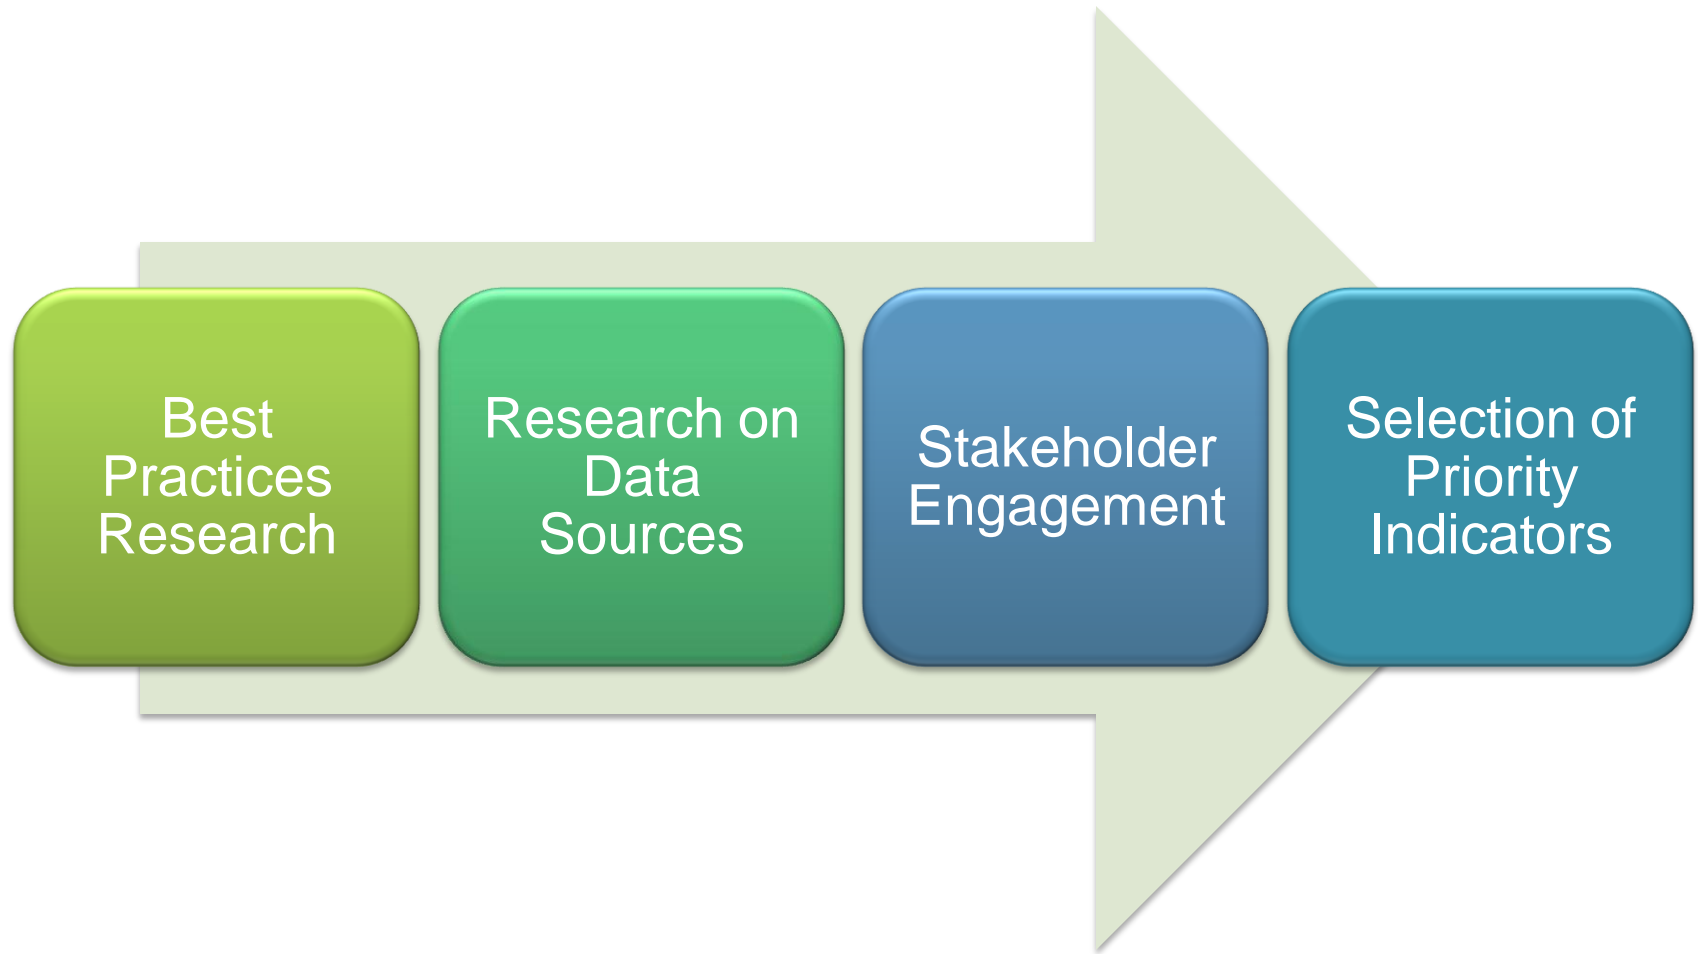 Best
Practices
Research
Research on
Data
Sources
Stakeholder
Engagement
Selection of
Priority
Indicators